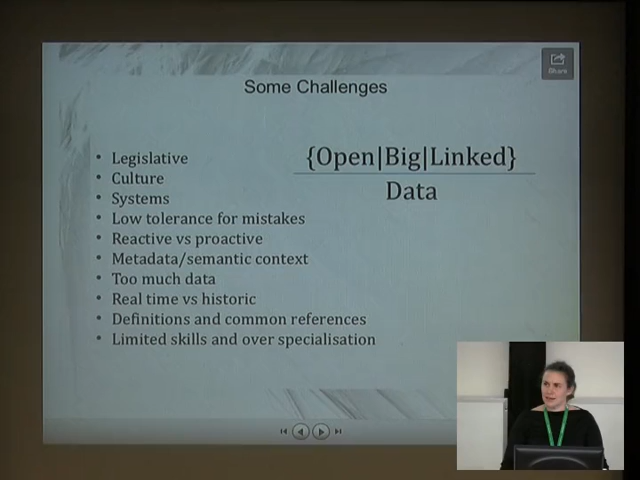 Share
Some Challenges
{Open|Big|Linked}
Data
• Legislative
• Culture
• Systems
• Low tolerance for mistakes
• Reactive vs proactive
• Metadata/semantic context
• Too much data
• Real time vs historic
• Definitions and common references
• Limited skills and over specialisation